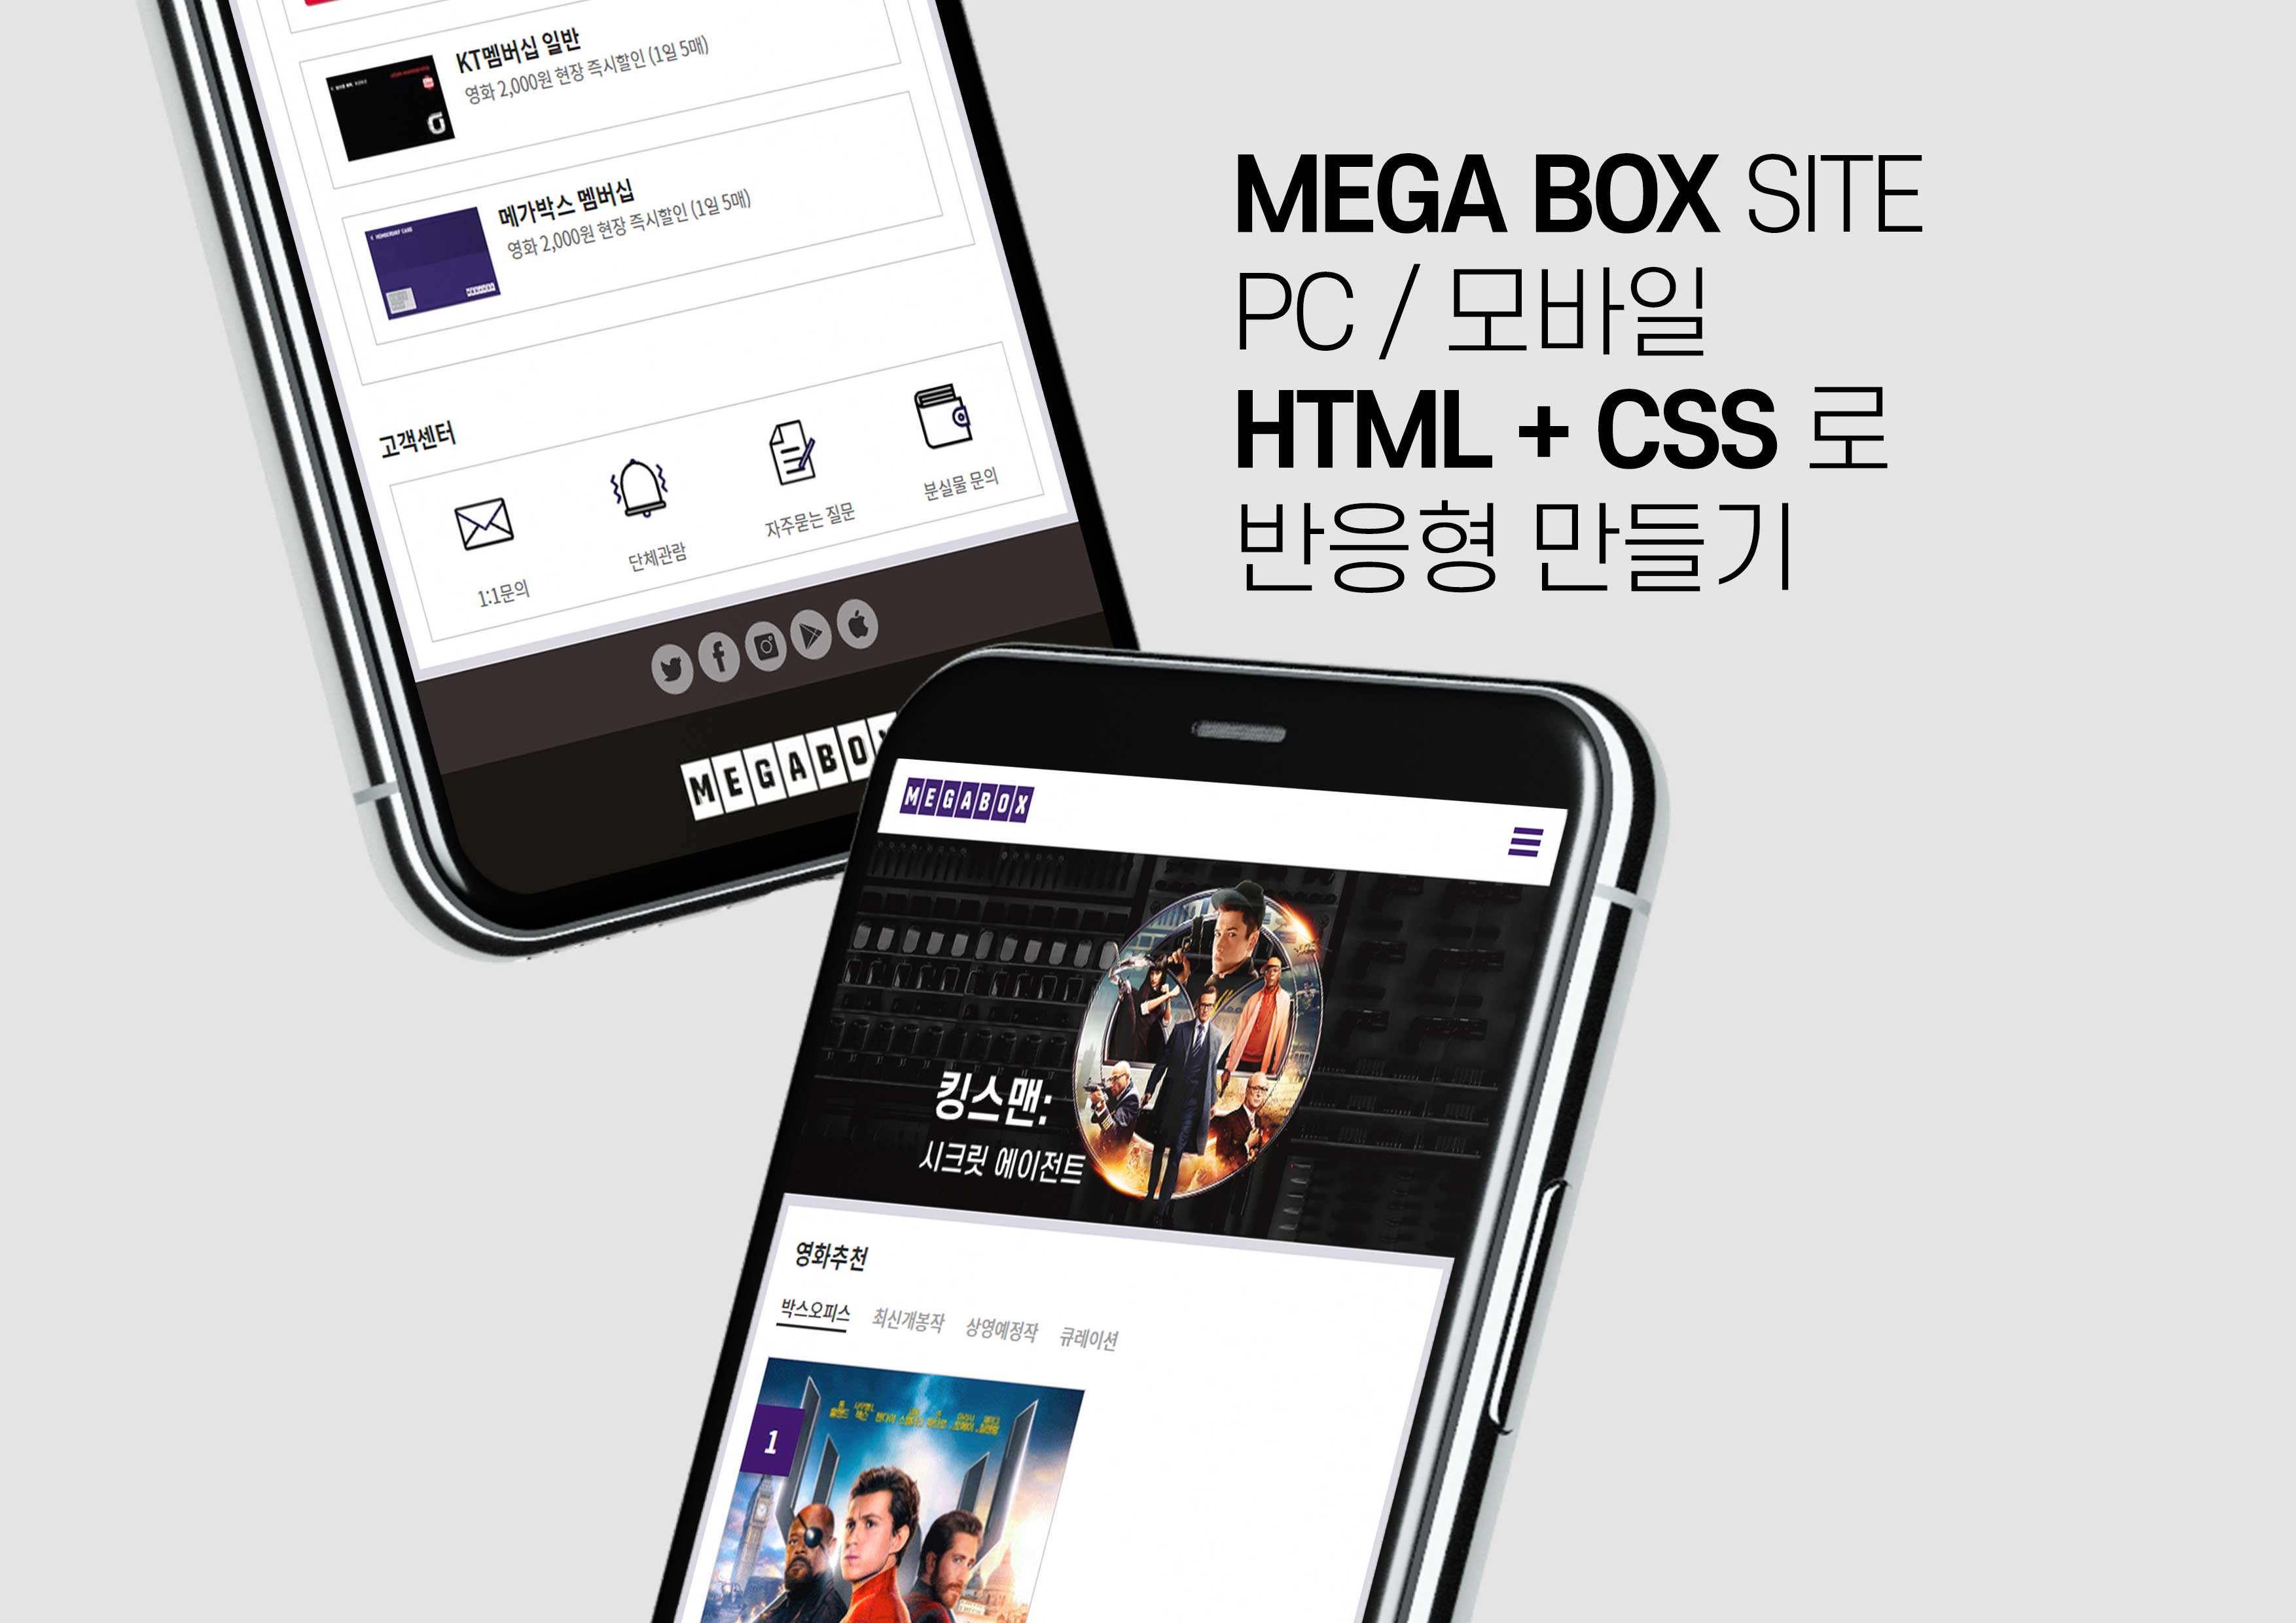 MEGA BOX SITE
PC / 모바일
HTML + CSS 로
반응형 만들기
KT멤버십 일반
영화 2,000원 현장 즉시할인 (1일 5매)
메가박스 멤버십
영화 2,000원 현장 즉시할인 (1일 5매)
MEMBERSHIP CARD
고객센터
1:1문의
단체관람
자주묻는 질문
분실물 문의
MEGABOX
MEGABOX
킹스맨:
시크릿 에이전트
영화추천
박스오피스 최신개봉작 상영예정작 큐레이션
1